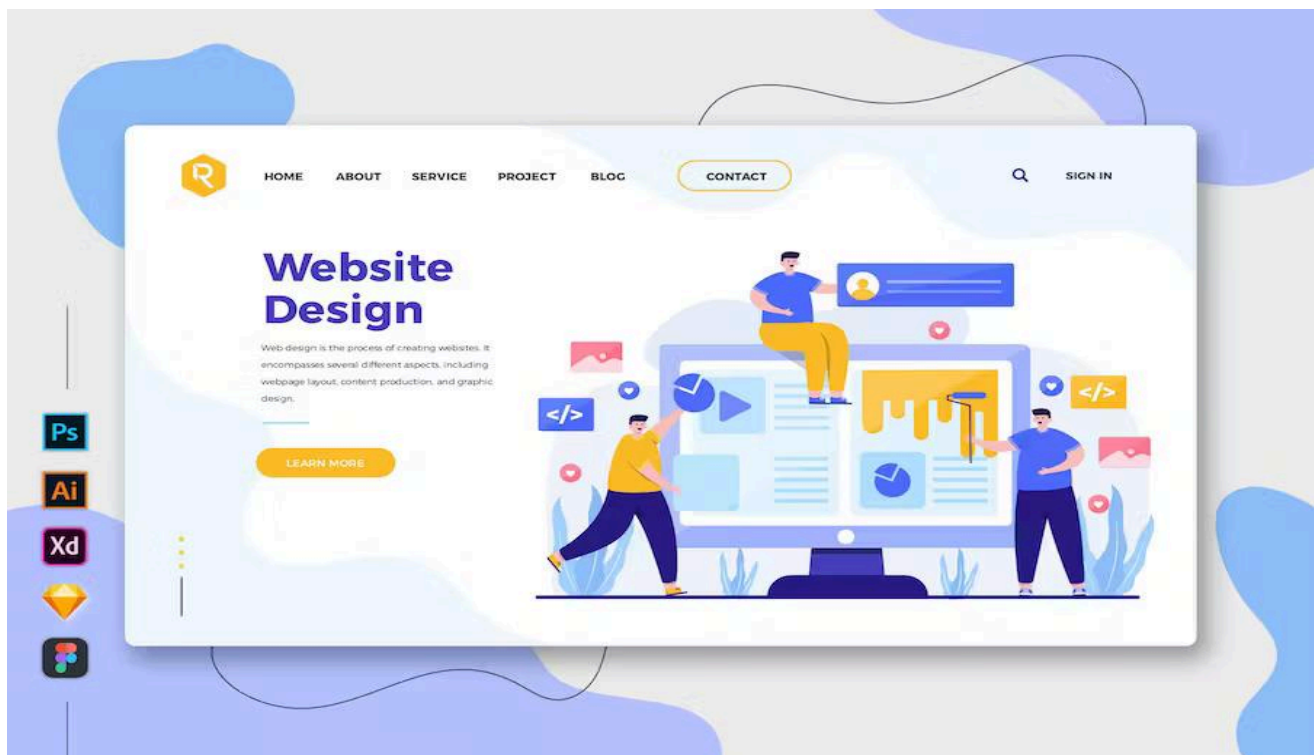 R
HOME ABOUT SERVICE PROJECT BLOG CONTACT SIGN IN
Website
Design
Web design is the process of creating websites. It
encompasses several different aspects, including
webpage layout, content production, and graphic
design.
LEARN MORE
</>
</>
Ps
Ai
Xd